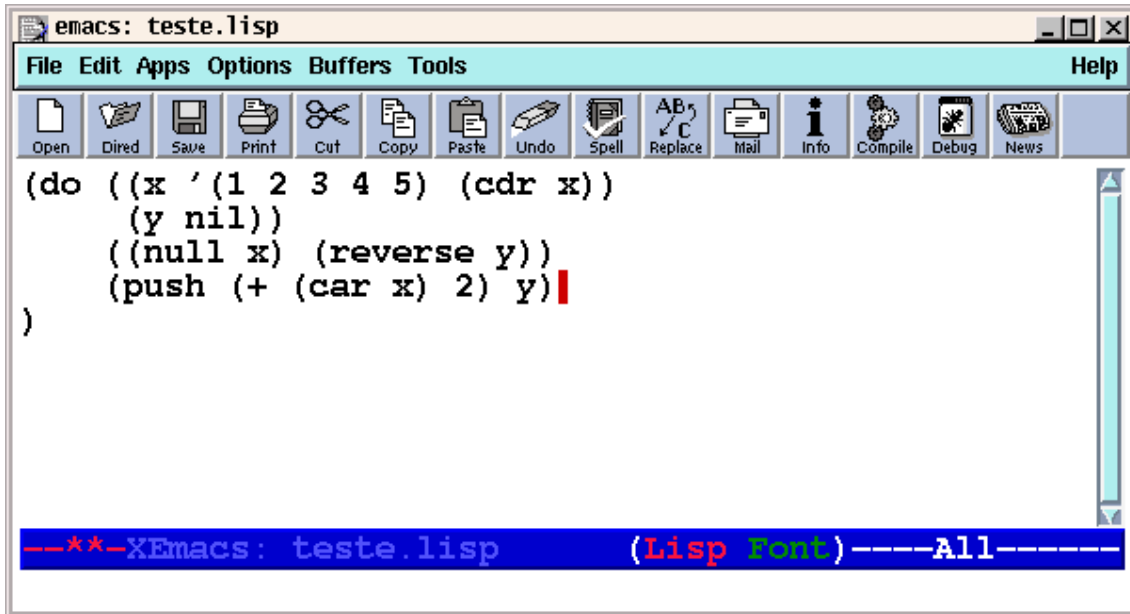 emacs: teste.lisp
File Edit Apps Options Buffers Tools Help
Open Dired Save Print Cut Copy Paste Undo Spell AB C Replace Mail Info Compile Debug News
(do ((x '(1 2 3 4 5) (cdr x))
(y nil))
((null x) (reverse y))
(push (+ (car x) 2) y)
)
--**-XEmacs: teste.lisp (Lisp Font)----All------